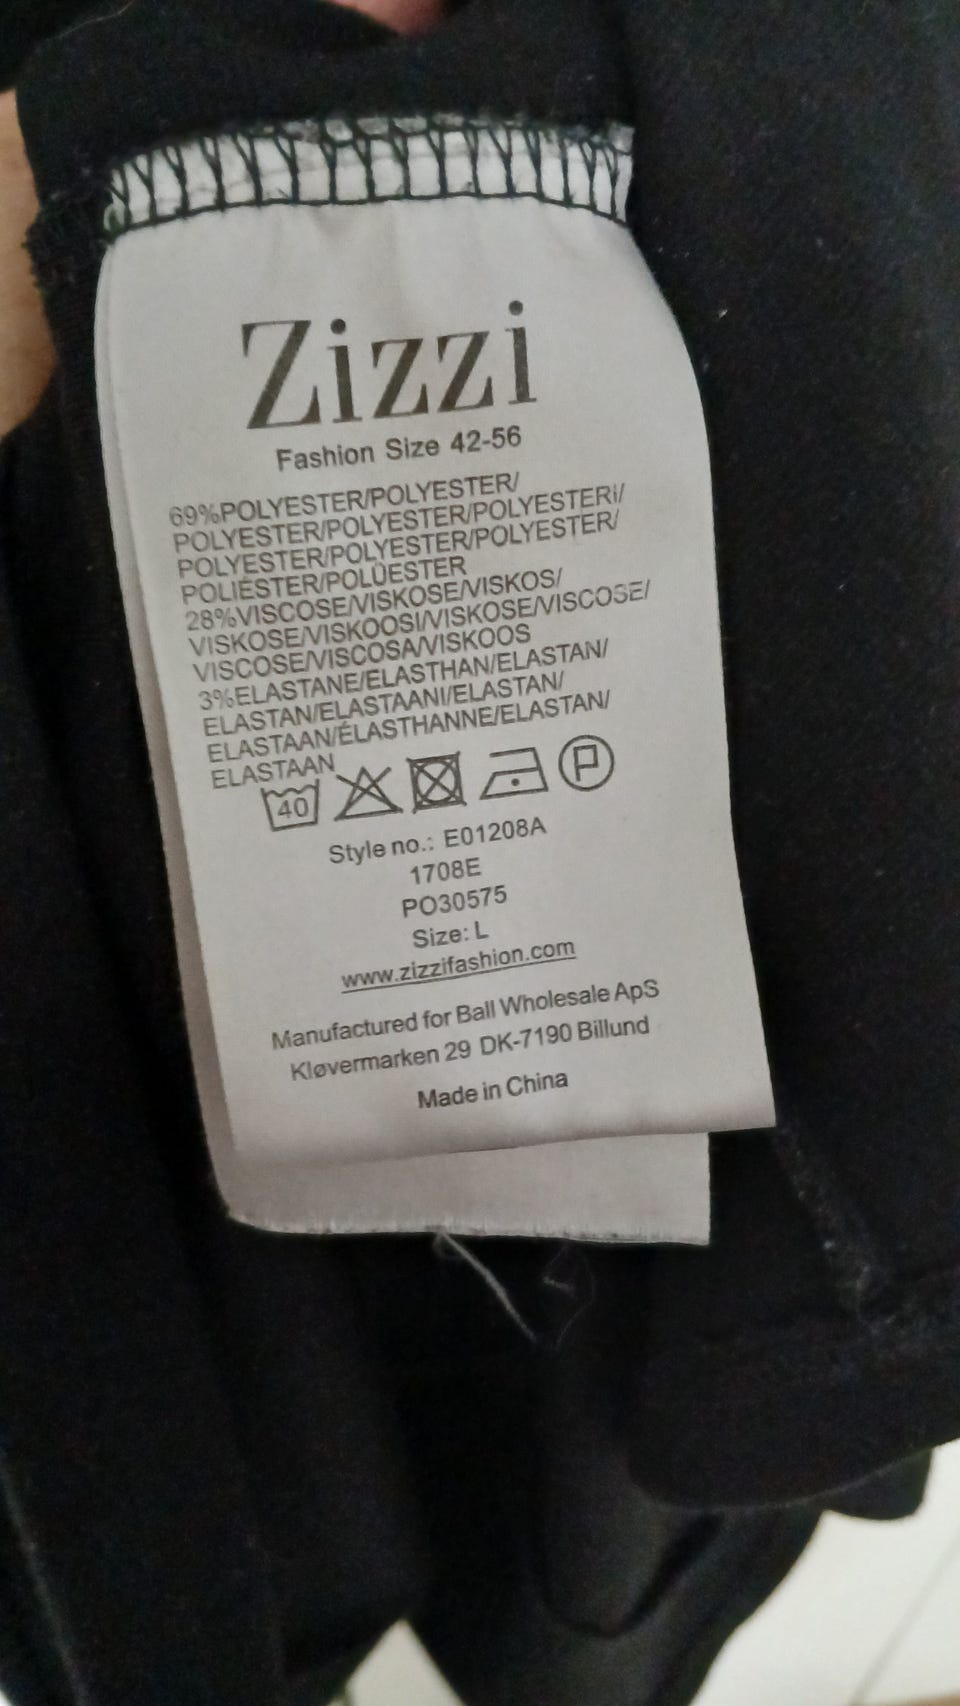 Zizzi
Fashion Size 42-56
69%POLYESTER/POLYESTER/
POLYESTER/POLYESTER/POLYESTERI/
POLYESTER/POLYESTER/POLYESTER/
POLIÉSTER/POLÜESTER
28%VISCOSE/VISKOSE/VISKOS/
VISKOSE/VISKOOSI/VISKOSE/VISCOSE/
VISCOSE/VISCOSA/VISKOOS
3%ELASTANE/ELASTHAN/ELASTAN/
ELASTAN/ELASTAANI/ELASTAN/
ELASTAAN/ÉLASTHANNE/ELASTAN/
ELASTAAN
40 P
Style no.: E01208A
1708E
PO30575
Size: L
www.zizzifashion.com
Manufactured for Ball Wholesale ApS
Kløvermarken 29 DK-7190 Billund
Made in China